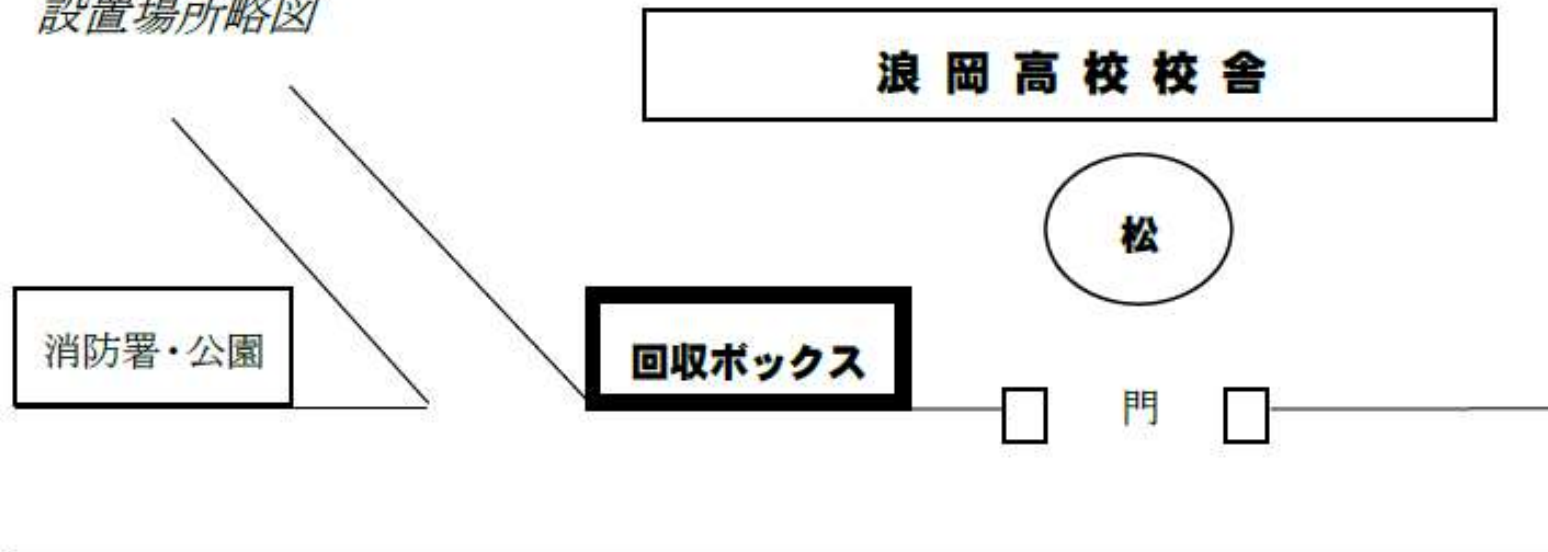 設置場所略図
浪岡高校校舎
松
消防署・公園
回収ボックス
門